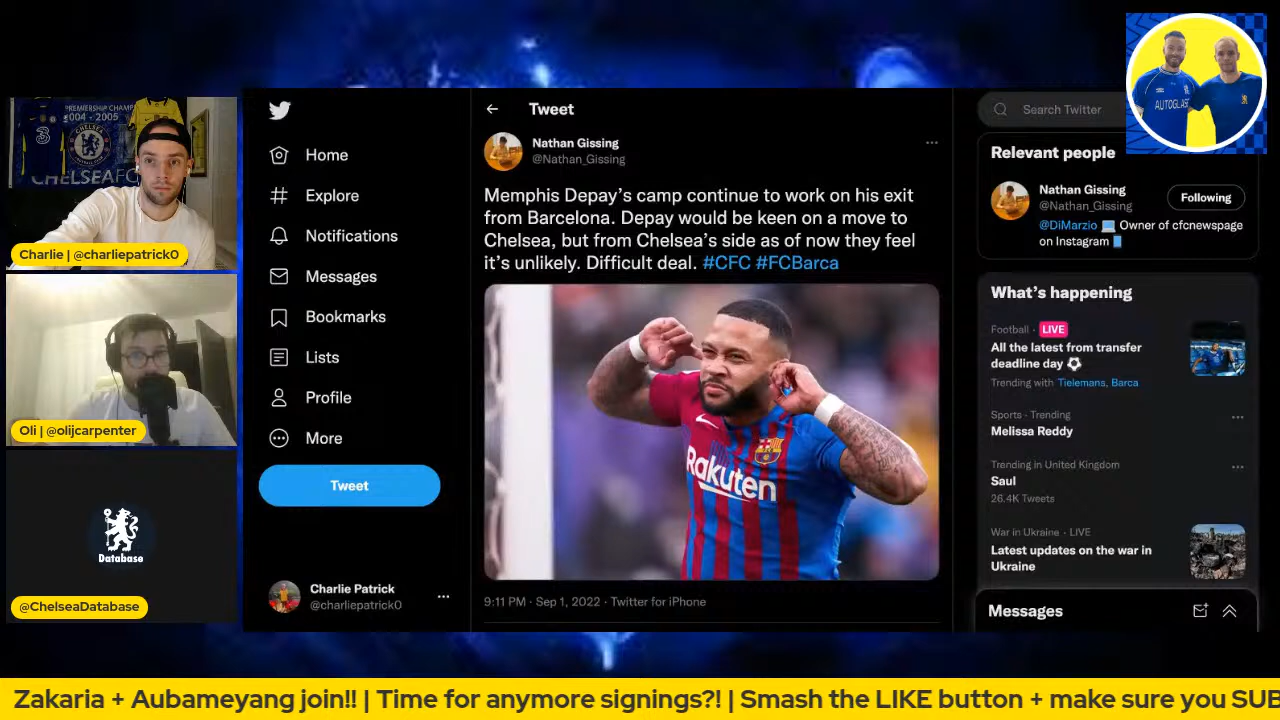 PREMIERSHIP CHAMP
2004 - 2005
CHELSEA FC
3
Charlie | @charliepatrick0
Oli | @olijcarpenter
Database
@ChelseaDatabase
Home
Explore
Notifications
Messages
Bookmarks
Lists
Profile
More
Tweet
Charlie Patrick
@charliepatrick0
Tweet
Nathan Gissing
@Nathan_Gissing
Memphis Depay’s camp continue to work on his exit
from Barcelona. Depay would be keen on a move to
Chelsea, but from Chelsea’s side as of now they feel
it’s unlikely. Difficult deal. #CFC #FCBarca
Rakuten
9:11 PM · Sep 1, 2022 · Twitter for iPhone
Search Twitter
AUTOGLASS
Relevant people
Nathan Gissing
@Nathan_Gissing
Following
@DiMarzio 💻 Owner of cfcnewspage
on Instagram 📘
What’s happening
Football · LIVE
All the latest from transfer
deadline day ⚽
Trending with Tielemans, Barca
Sports · Trending
Melissa Reddy
Trending in United Kingdom
Saul
26.4K Tweets
War in Ukraine · LIVE
Latest updates on the war in
Ukraine
Messages
Zakaria + Aubameyang join!! | Time for anymore signings?! | Smash the LIKE button + make sure you SUB